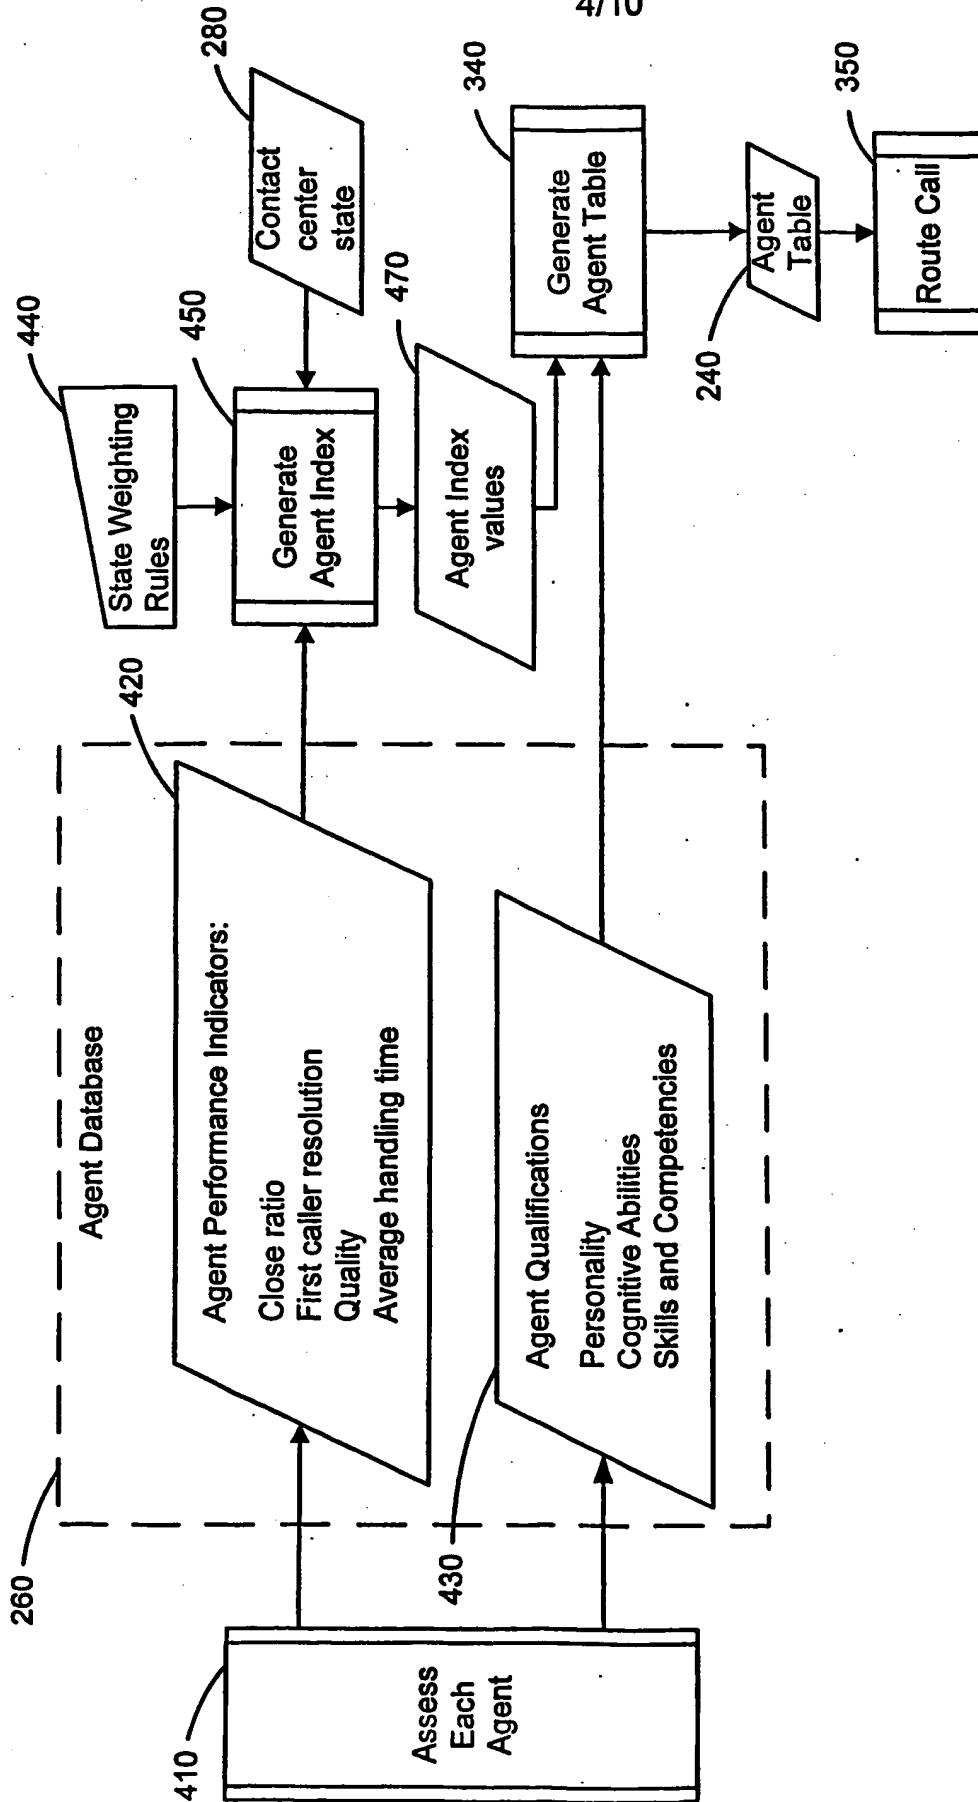 4/10
260
Agent Database
410
Assess
Each
Agent
420
Agent Performance Indicators:
Close ratio
First caller resolution
Quality
Average handling time
430
Agent Qualifications
Personality
Cognitive Abilities
Skills and Competencies
440
State Weighting
Rules
450
Generate
Agent Index
280
Contact
center
state
470
Agent Index
values
340
Generate
Agent Table
240
Agent
Table
350
Route Call